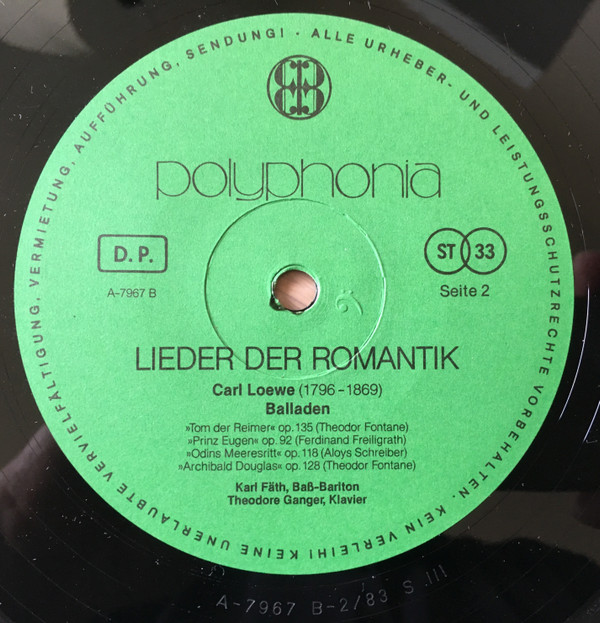 ALLE URHEBER- UND LEISTUNGSSCHUTZRECHTE VORBEHALTEN. KEIN VERLEIH! KEINE UNERLAUBTE VERVIELFÄLTIGUNG, VERMIETUNG, AUFFÜHRUNG, SENDUNG! ·
polyphonia
D. P.
ST 33
A-7967 B
Seite 2
LIEDER DER ROMANTIK
Carl Loewe (1796–1869)
Balladen
»Tom der Reimer« op. 135 (Theodor Fontane)
»Prinz Eugen« op. 92 (Ferdinand Freiligrath)
»Odins Meeresritt« op. 118 (Aloys Schreiber)
»Archibald Douglas« op. 128 (Theodor Fontane)
Karl Fäth, Baß-Bariton
Theodore Ganger, Klavier
A-7967 B-2/83 S III